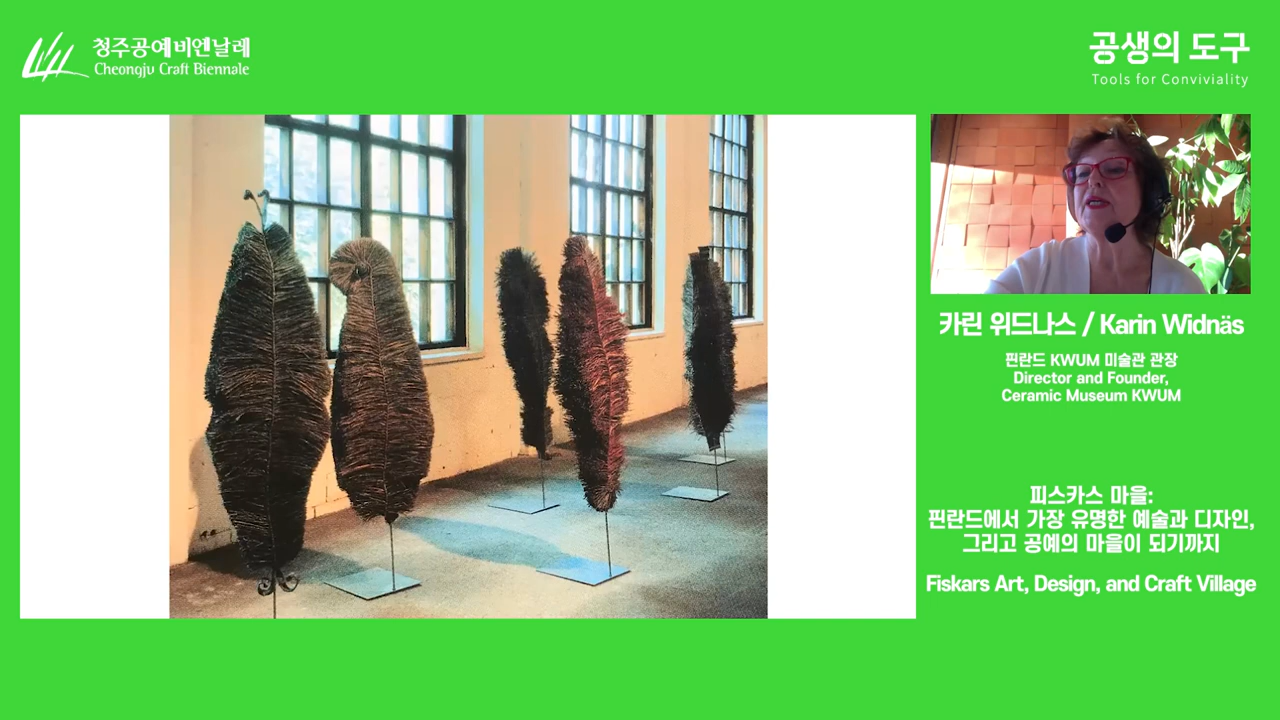 청주공예비엔날레
Cheongju Craft Biennale
공생의 도구
Tools for Conviviality
카린 위드나스 / Karin Widnäs
핀란드 KWUM 미술관 관장
Director and Founder,
Ceramic Museum KWUM
피스카스 마을:
핀란드에서 가장 유명한 예술과 디자인,
그리고 공예의 마을이 되기까지
Fiskars Art, Design, and Craft Village